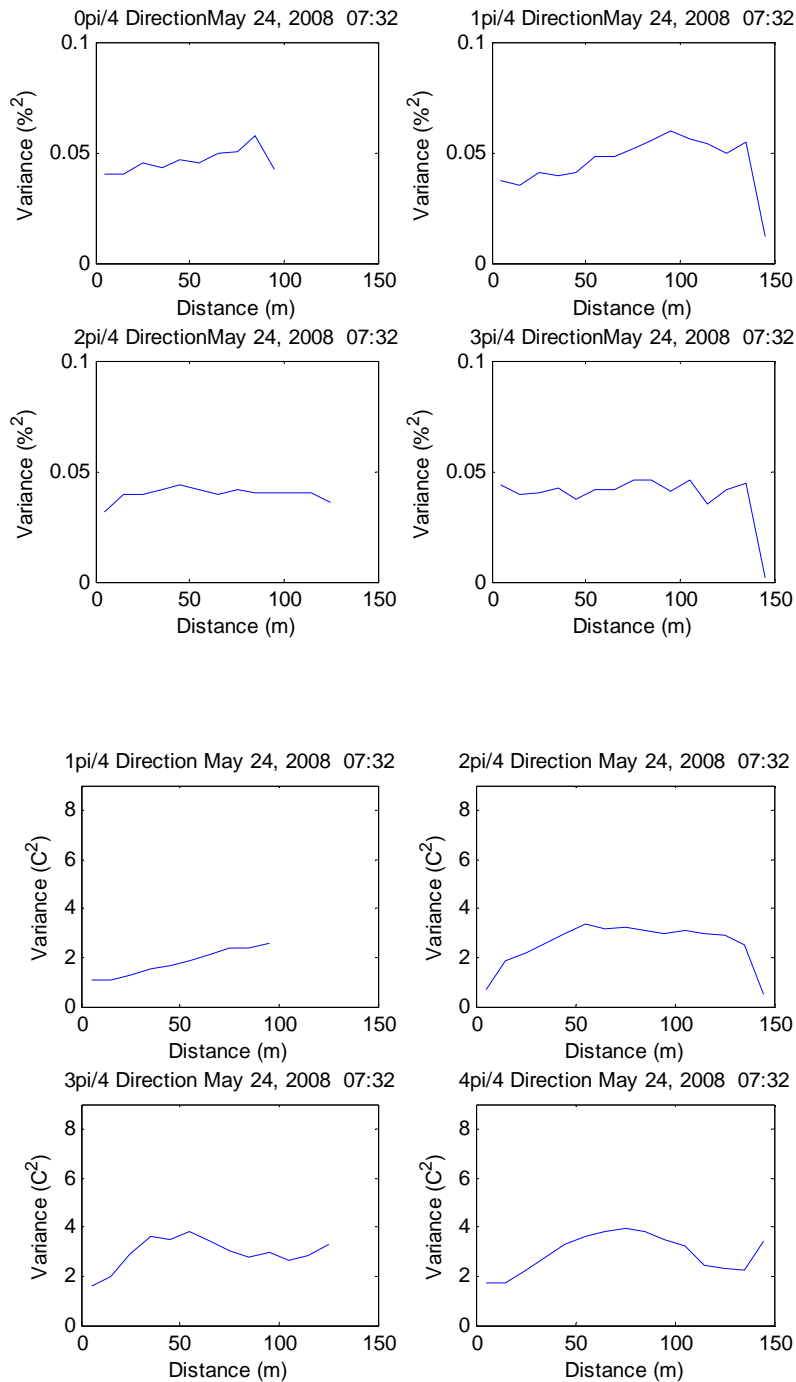 0pi/4 DirectionMay 24, 2008  07:32
0.1
0.05
0
Variance (%^2)
0 50 100 150
Distance (m)
1pi/4 DirectionMay 24, 2008  07:32
0.1
0.05
0
Variance (%^2)
0 50 100 150
Distance (m)
2pi/4 DirectionMay 24, 2008  07:32
0.1
0.05
0
Variance (%^2)
0 50 100 150
Distance (m)
3pi/4 DirectionMay 24, 2008  07:32
0.1
0.05
0
Variance (%^2)
0 50 100 150
Distance (m)
1pi/4 Direction May 24, 2008  07:32
8
6
4
2
0
Variance (C^2)
0 50 100 150
Distance (m)
2pi/4 Direction May 24, 2008  07:32
8
6
4
2
0
Variance (C^2)
0 50 100 150
Distance (m)
3pi/4 Direction May 24, 2008  07:32
8
6
4
2
0
Variance (C^2)
0 50 100 150
Distance (m)
4pi/4 Direction May 24, 2008  07:32
8
6
4
2
0
Variance (C^2)
0 50 100 150
Distance (m)